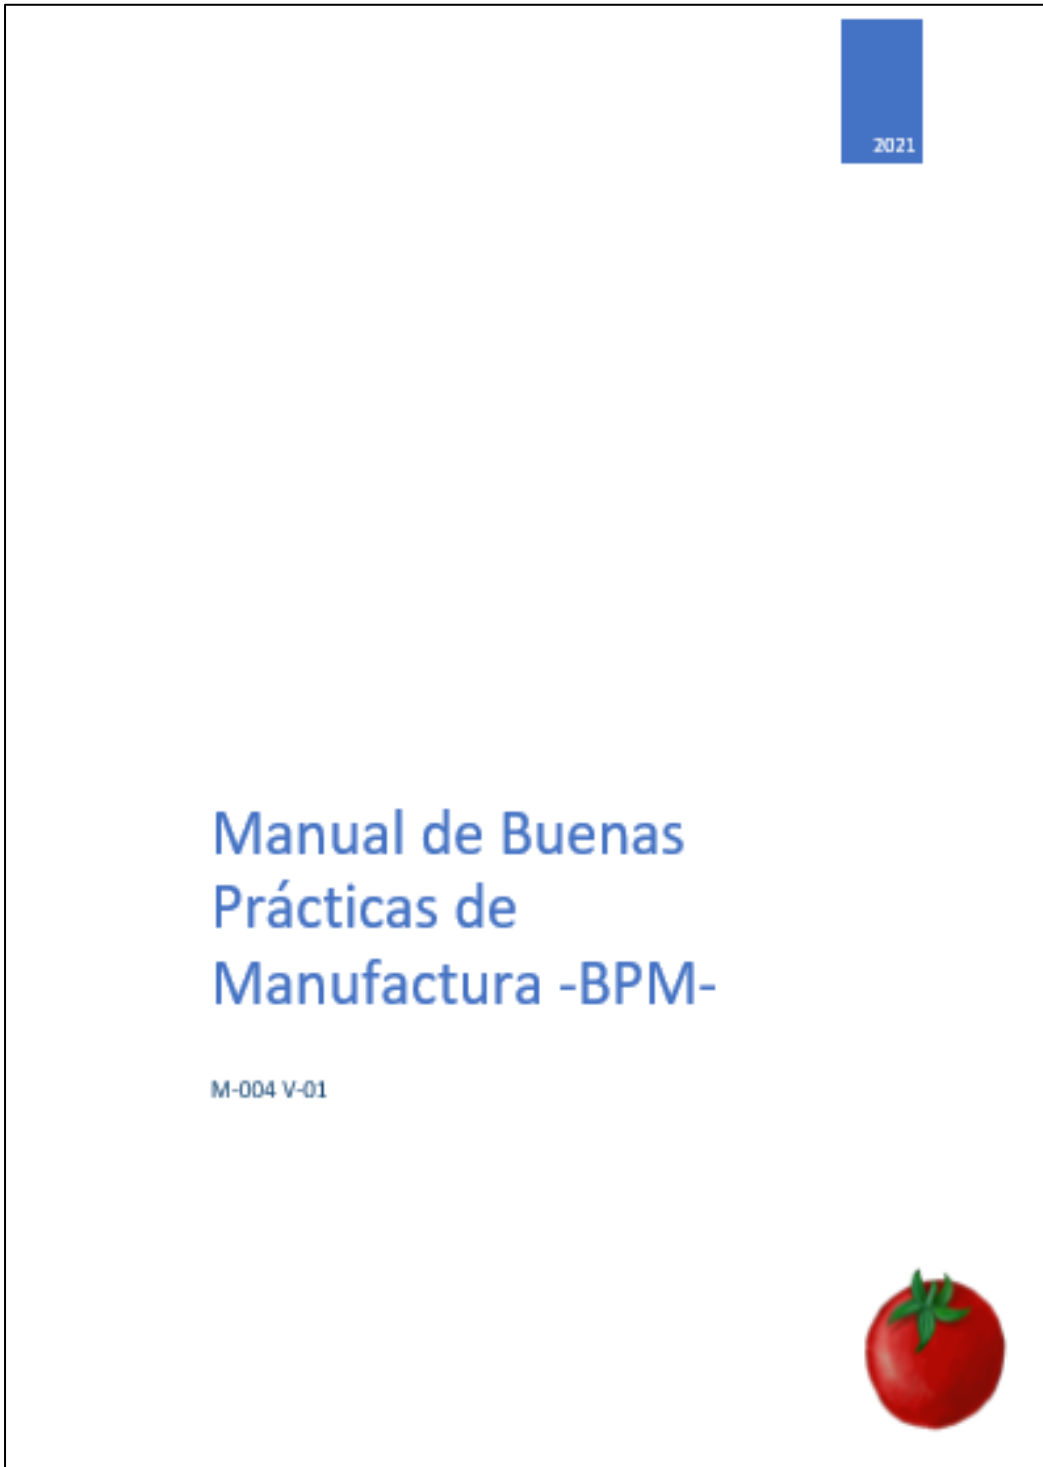 2021
Manual de Buenas
Prácticas de
Manufactura -BPM-
M-004 V-01